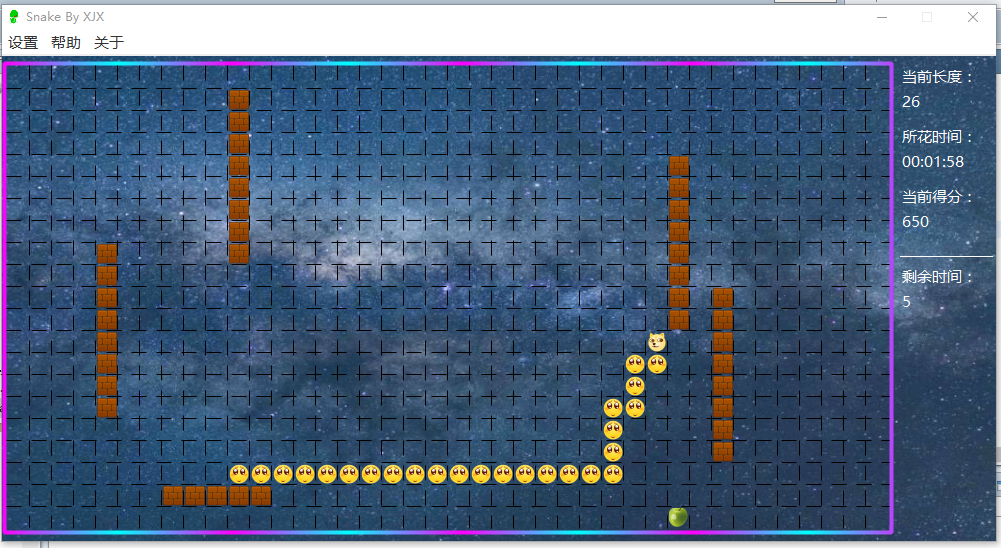 Snake By XJX
设置 帮助 关于
当前长度：
26
所花时间：
00:01:58
当前得分：
650
剩余时间：
5